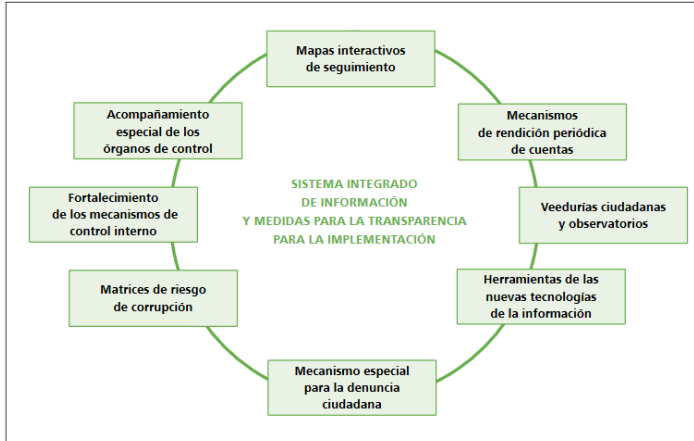 Mapas interactivos
de seguimiento
Mecanismos
de rendición periódica
de cuentas
Veedurías ciudadanas
y observatorios
Herramientas de las
nuevas tecnologías
de la información
Mecanismo especial
para la denuncia
ciudadana
Matrices de riesgo
de corrupción
Fortalecimiento
de los mecanismos de
control interno
Acompañamiento
especial de los
órganos de control
SISTEMA INTEGRADO
DE INFORMACIÓN
Y MEDIDAS PARA LA TRANSPARENCIA
PARA LA IMPLEMENTACIÓN